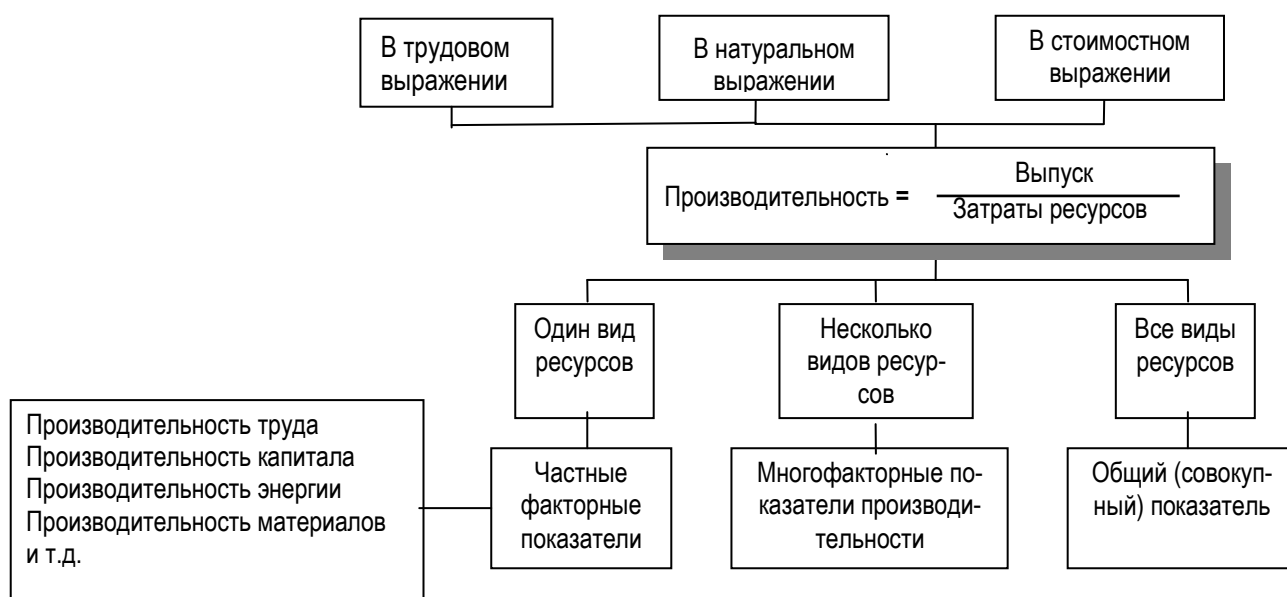 В трудовом
выражении
В натуральном
выражении
В стоимостном
выражении
Производительность =
Выпуск
Затраты ресурсов
Один вид
ресурсов
Несколько
видов ресур-
сов
Все виды
ресурсов
Производительность труда
Производительность капитала
Производительность энергии
Производительность материалов
и т.д.
Частные
факторные
показатели
Многофакторные по-
казатели производи-
тельности
Общий (совокуп-
ный) показатель